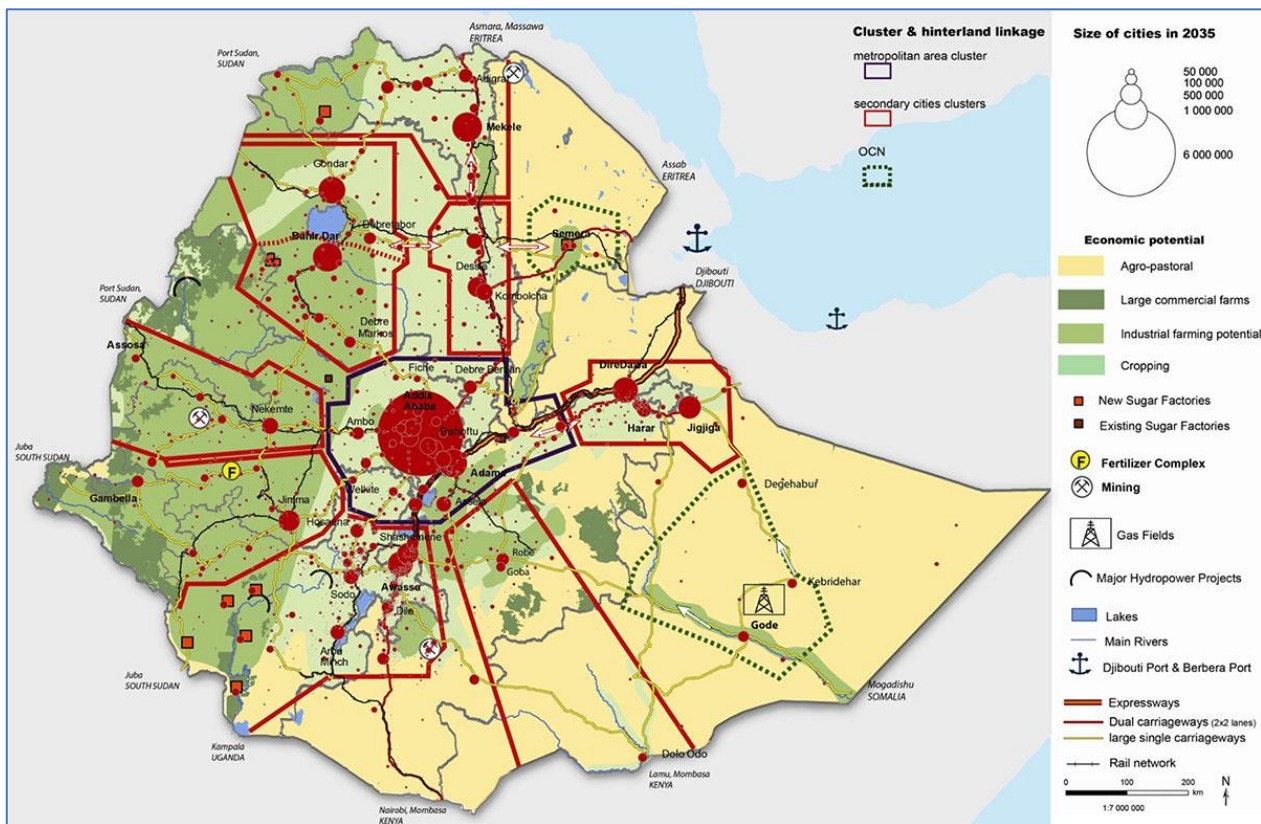 Asmara, Massawa
ERITREA
Port Sudan,
SUDAN
Adigrat
Mekele
Gondar
Assab
ERITREA
Debretabor
Bahir Dar
Semera
Dessie
Kombolcha
Djibouti
DJIBOUTI
Port Sudan,
SUDAN
Debre
Markos
Assosa
Fiche
Debre Berhan
DireDawa
Addis
Ababa
Nekemte
Ambo
Bishoftu
Harar
Jigjiga
Juba
SOUTH SUDAN
F
Adama
Gambella
Welkite
Degehabur
Jimma
Assela
Hosaena
Shashemene
Robe
Goba
Awassa
Kebridehar
Sodo
Dile
Gode
Arba
Minch
Juba
SOUTH SUDAN
Mogadishu
SOMALIA
Kampala
UGANDA
Dolo Odo
Lamu, Mombasa
KENYA
Nairobi, Mombasa
KENYA
Cluster & hinterland linkage
metropolitan area cluster
secondary cities clusters
OCN
Size of cities in 2035
50 000
100 000
500 000
1 000 000
6 000 000
Economic potential
Agro-pastoral
Large commercial farms
Industrial farming potential
Cropping
New Sugar Factories
Existing Sugar Factories
F Fertilizer Complex
Mining
Gas Fields
Major Hydropower Projects
Lakes
Main Rivers
Djibouti Port & Berbera Port
Expressways
Dual carriageways (2x2 lanes)
large single carriageways
Rail network
0 100 200
km
N
1:7 000 000